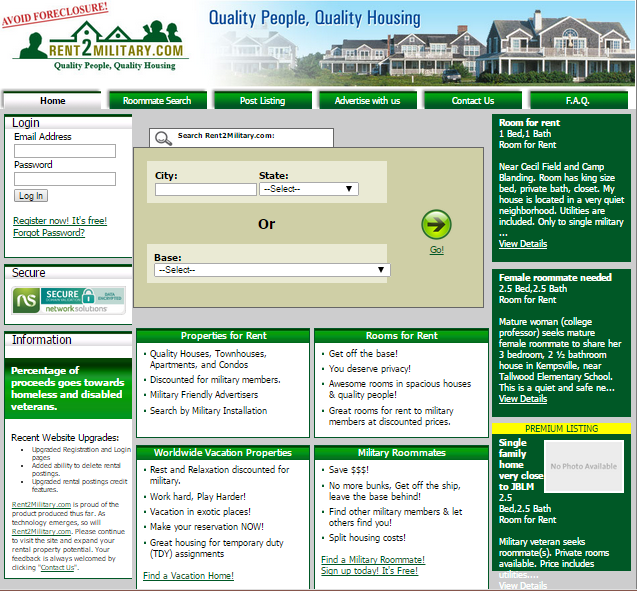 AVOID FORECLOSURE!
RENT2MILITARY.COM
Quality People, Quality Housing
Quality People, Quality Housing
Home
Roommate Search
Post Listing
Advertise with us
Contact Us
F.A.Q.
Login
Email Address
Password
Log In
Register now! It's free!
Forgot Password?
Secure
NS
SECURE
COMMUNICATION VALIDATION
DATA ENCRYPTED
networksolutions
Information
Percentage of
proceeds goes towards
homeless and disabled
veterans.
Recent Website Upgrades:
• Upgraded Registration and Login
pages
• Added ability to delete rental
postings.
• Upgraded rental postings credit
features.
Rent2Military.com is proud of the
product produced thus far. As
technology emerges, so will
Rent2Military.com. Please continue
to visit the site and expand your
rental property potential. Your
feedback is always welcomed by
clicking "Contact Us".
Search Rent2Military.com:
City:
State:
--Select--
Or
Base:
--Select--
Go!
Properties for Rent
• Quality Houses, Townhouses,
Apartments, and Condos
• Discounted for military members.
• Military Friendly Advertisers
• Search by Military Installation
Rooms for Rent
• Get off the base!
• You deserve privacy!
• Awesome rooms in spacious houses
& quality people!
• Great rooms for rent to military
members at discounted prices.
Worldwide Vacation Properties
• Rest and Relaxation discounted for
military.
• Work hard, Play Harder!
• Vacation in exotic places!
• Make your reservation NOW!
• Great housing for temporary duty
(TDY) assignments
Find a Vacation Home!
Military Roommates
• Save $$$!
• No more bunks, Get off the ship,
leave the base behind!
• Find other military members & let
others find you!
• Split housing costs!
Find a Military Roommate!
Sign up today! It's Free!
Room for rent
1 Bed,1 Bath
Room for Rent
Near Cecil Field and Camp
Blanding. Room has king size
bed, private bath, closet. My
house is located in a very quiet
neighborhood. Utilities are
included. Only to single military
...
View Details
Female roommate needed
2.5 Bed,2.5 Bath
Room for Rent
Mature woman (college
professor) seeks mature
female roommate to share her
3 bedroom, 2 ½ bathroom
house in Kempsville, near
Tallwood Elementary School.
This is a quiet and safe ne...
View Details
PREMIUM LISTING
Single
family
home
very close
to JBLM
2.5
Bed,2.5 Bath
Room for Rent
No Photo Available
Military veteran seeks
roommate(s). Private rooms
available. Price includes
utilities....
View Details